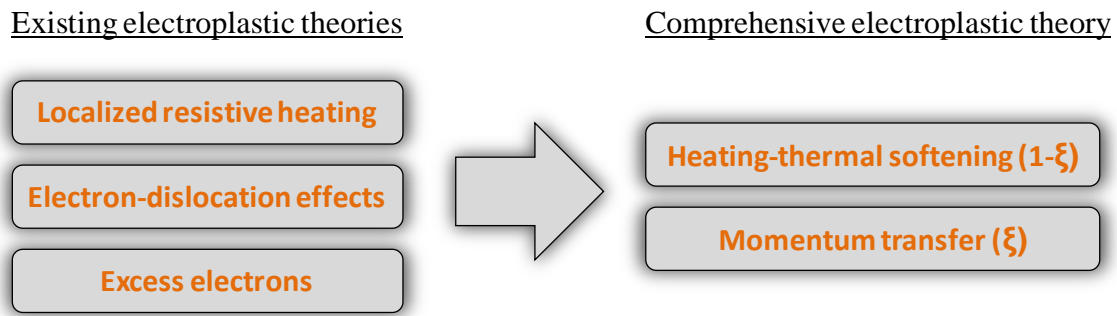 Existing electroplastic theories
Localized resistive heating
Electron-dislocation effects
Excess electrons
Comprehensive electroplastic theory
Heating-thermal softening (1-ξ)
Momentum transfer (ξ)